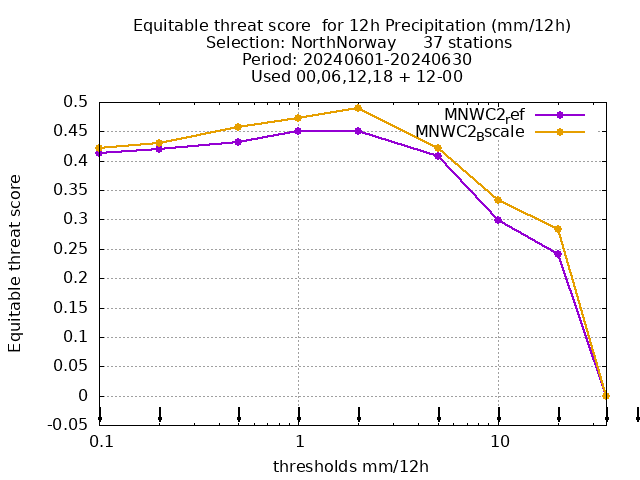 Equitable threat score  for 12h Precipitation (mm/12h)
Selection: NorthNorway     37 stations
Period: 20240601-20240630
Used 00,06,12,18 + 12-00
MNWC2ref
MNWC2Bscale
0.5
0.45
0.4
0.35
0.3
0.25
0.2
0.15
0.1
0.05
0
-0.05
Equitable threat score
0.1 1 10
thresholds mm/12h